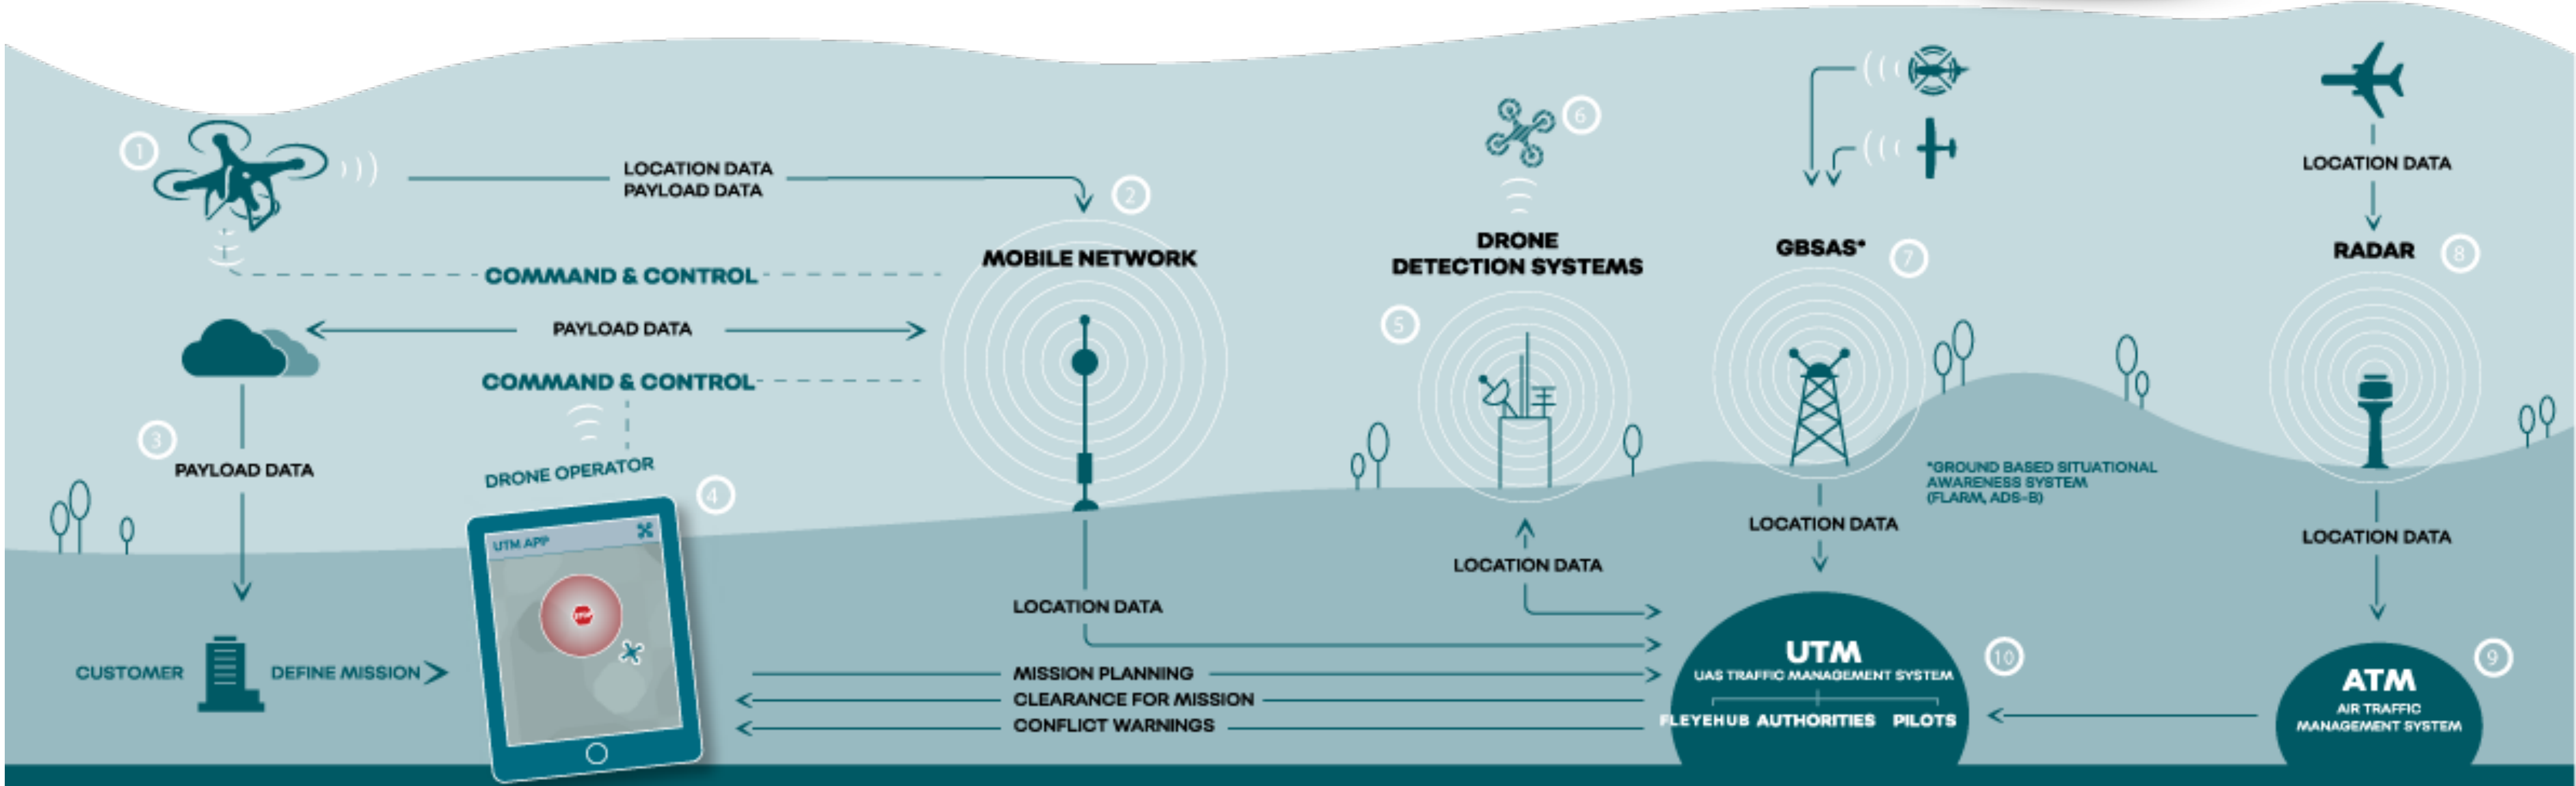 1
LOCATION DATA
PAYLOAD DATA
2
COMMAND & CONTROL
MOBILE NETWORK
PAYLOAD DATA
COMMAND & CONTROL
3
PAYLOAD DATA
DRONE OPERATOR
4
UTM APP
STOP
CUSTOMER
DEFINE MISSION
LOCATION DATA
MISSION PLANNING
CLEARANCE FOR MISSION
CONFLICT WARNINGS
6
DRONE
DETECTION SYSTEMS
5
LOCATION DATA
GBSAS*
7
*GROUND BASED SITUATIONAL
AWARENESS SYSTEM
(FLARM, ADS-B)
LOCATION DATA
UTM
UAS TRAFFIC MANAGEMENT SYSTEM
FLEYEHUB AUTHORITIES PILOTS
10
LOCATION DATA
RADAR
8
LOCATION DATA
ATM
AIR TRAFFIC
MANAGEMENT SYSTEM
9